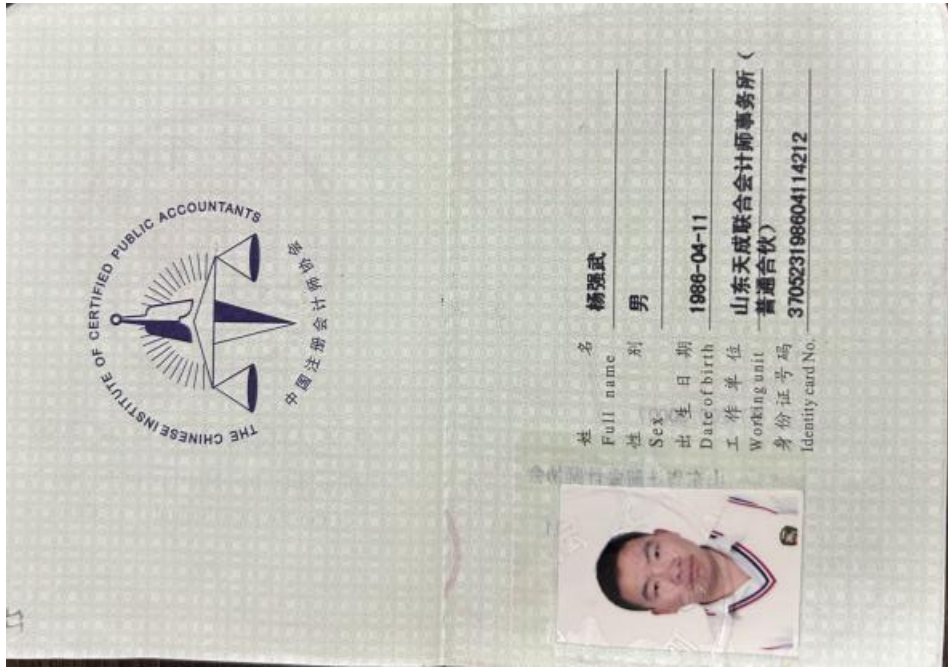 THE CHINESE INSTITUTE OF CERTIFIED PUBLIC ACCOUNTANTS
中国注册会计师协会
姓名 杨强武
Full name
性别 男
Sex
出生日期 1986-04-11
Date of birth
工作单位 山东天成联合会计师事务所（
Working unit 普通合伙）
身份证号码 370523198604114212
Identity card No.